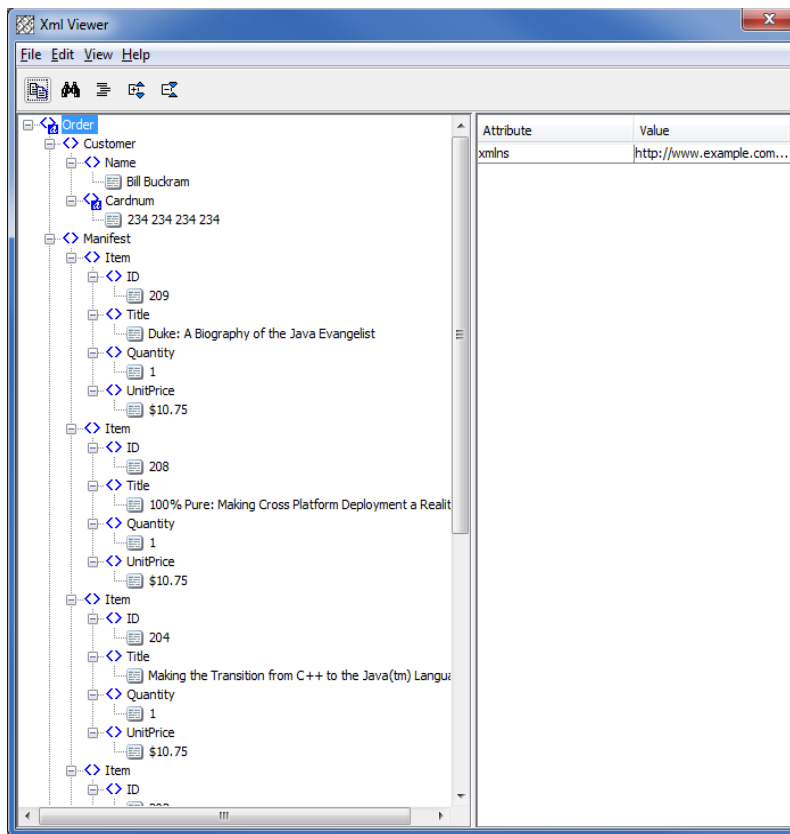 Xml Viewer
File Edit View Help
Order
Customer
Name
Bill Buckram
Cardnum
234 234 234 234
Manifest
Item
ID
209
Title
Duke: A Biography of the Java Evangelist
Quantity
1
UnitPrice
$10.75
Item
ID
208
Title
100% Pure: Making Cross Platform Deployment a Realit
Quantity
1
UnitPrice
$10.75
Item
ID
204
Title
Making the Transition from C++ to the Java(tm) Langua
Quantity
1
UnitPrice
$10.75
Item
ID
Attribute Value
xmlns http://www.example.com...